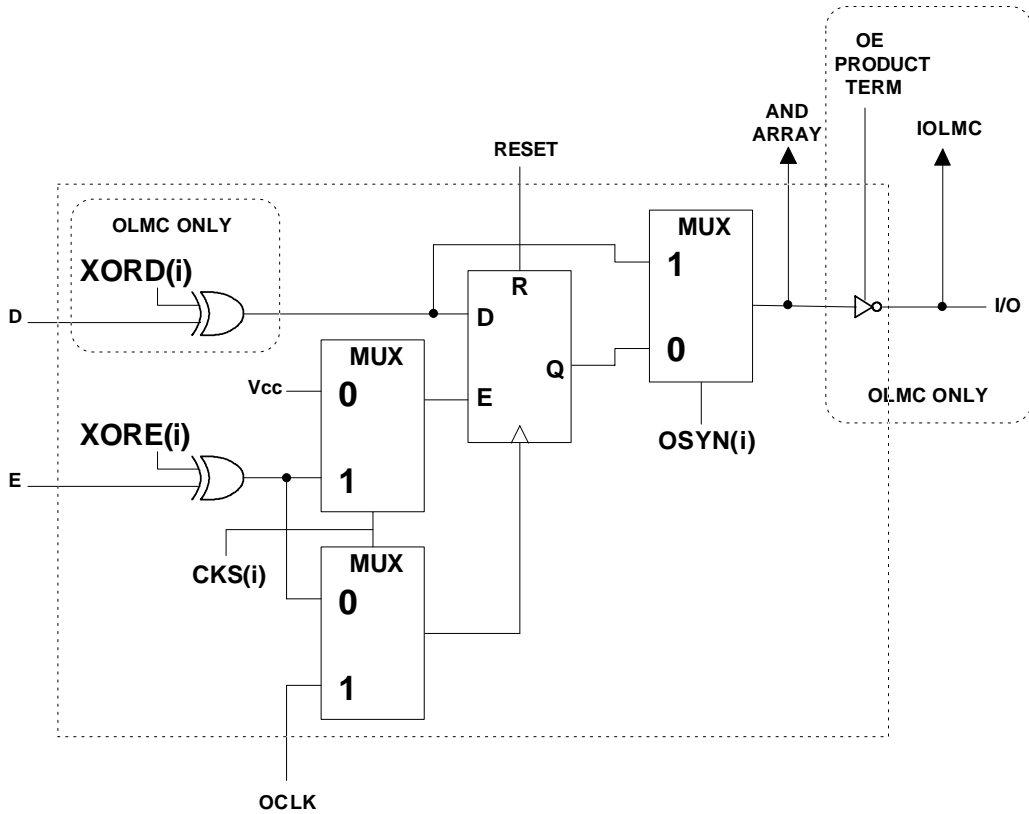 OE
PRODUCT
TERM
AND
ARRAY
IOLMC
RESET
OLMC ONLY
MUX
XORD(i)
1
R
D
D
I/O
MUX
0
Vcc
0
Q
E
OLMC ONLY
XORE(i)
OSYN(i)
E
1
MUX
CKS(i)
0
1
OCLK